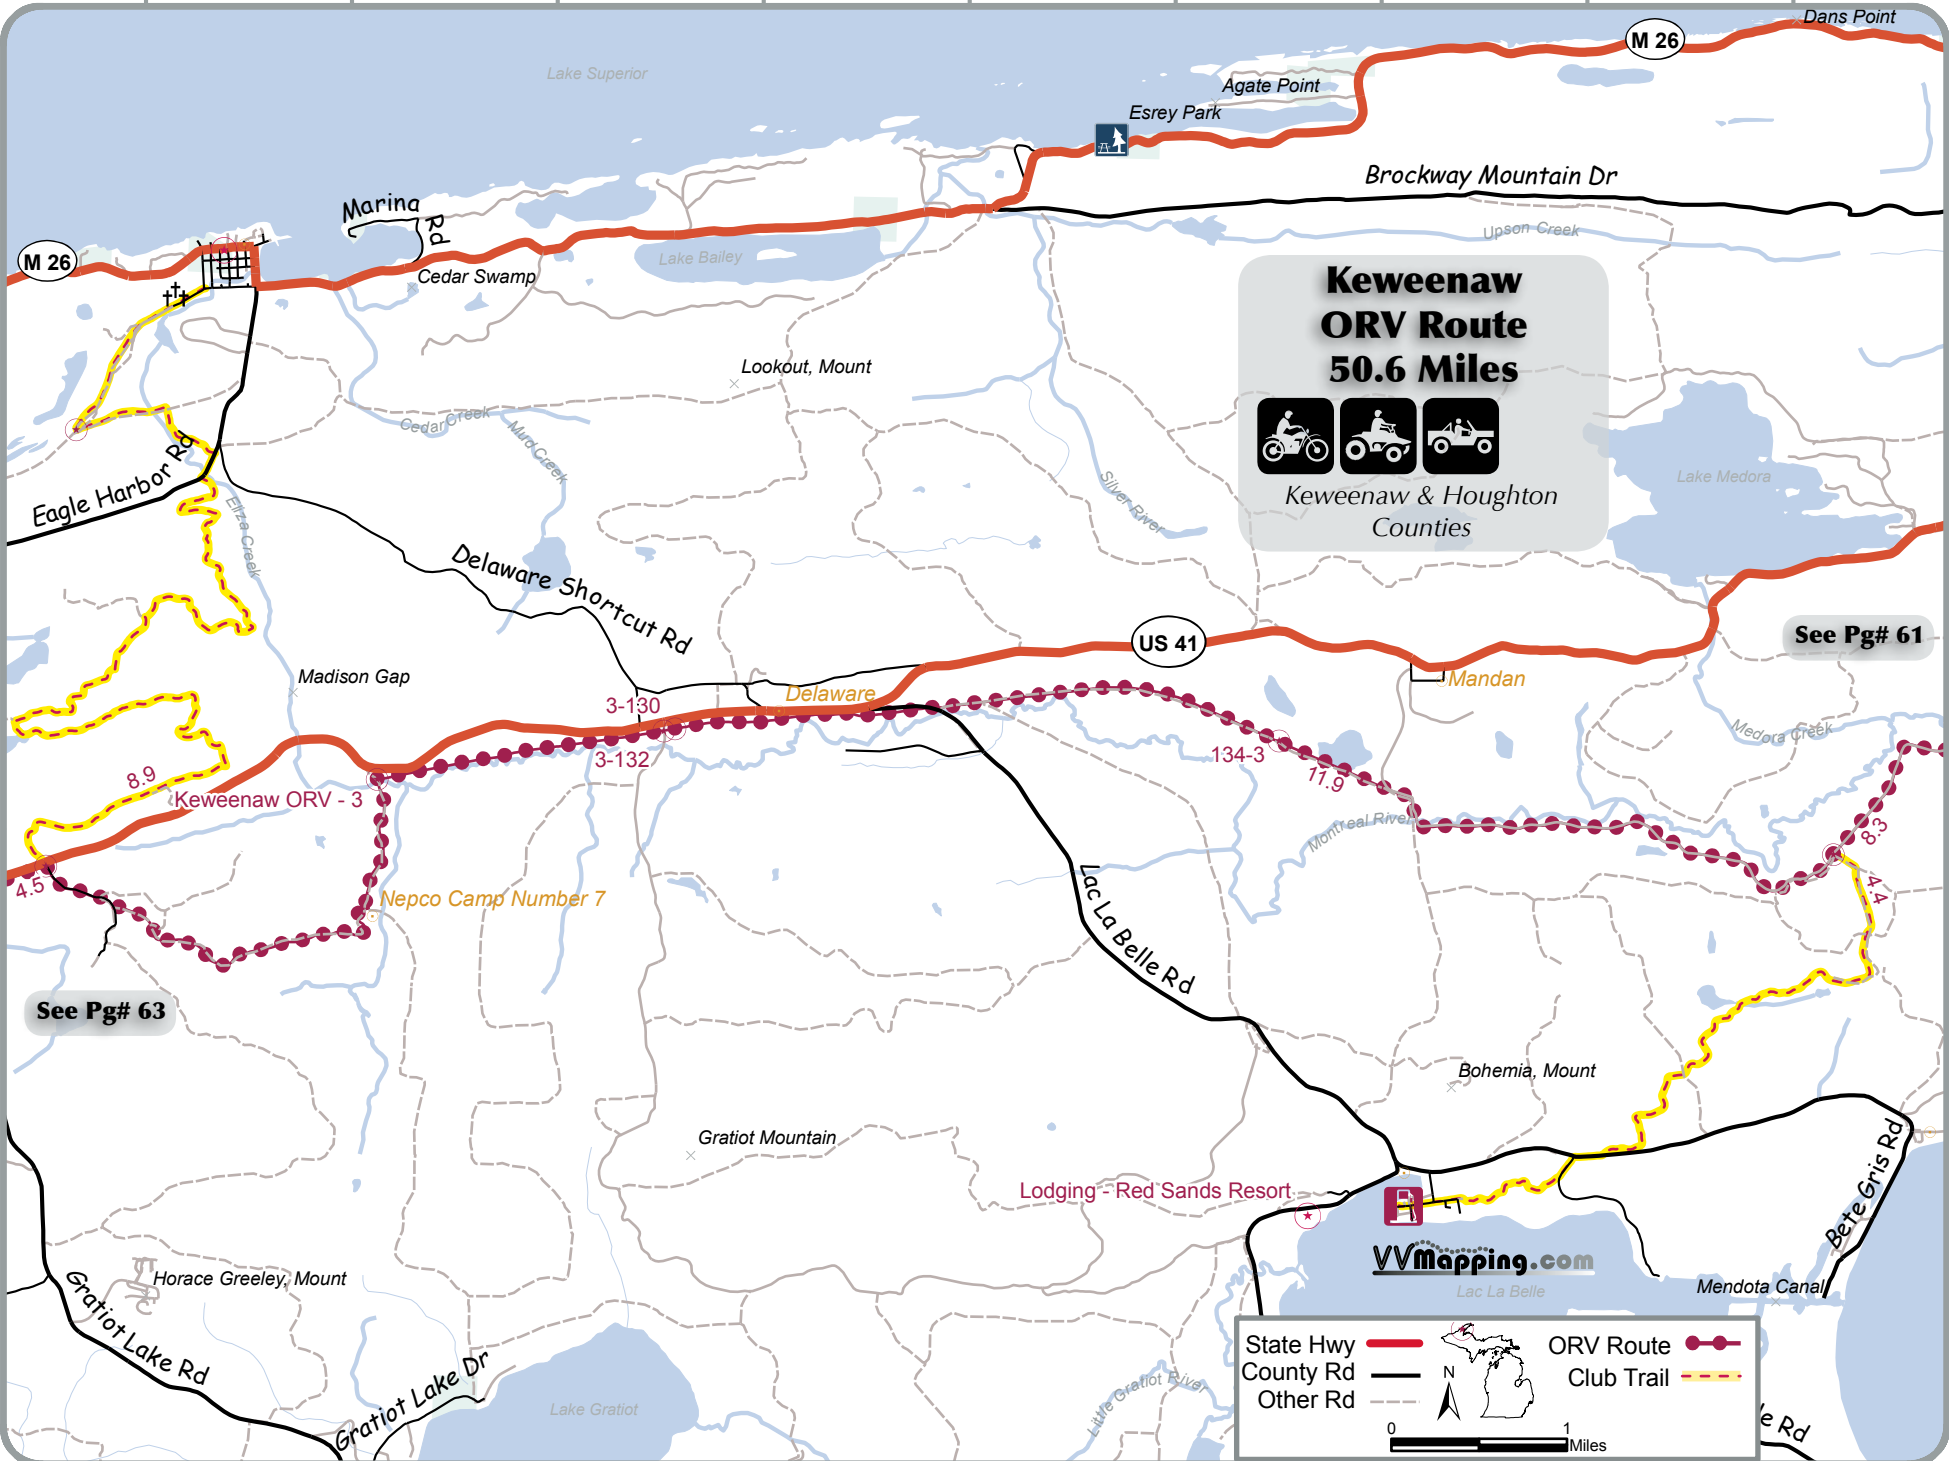 Dans Point
M 26
Lake Superior
Agate Point
Esrey Park
Brockway Mountain Dr
Marina Rd
Upson Creek
M 26
Lake Bailey
Cedar Swamp
Keweenaw
ORV Route
50.6 Miles
Keweenaw & Houghton
Counties
Lookout, Mount
Cedar Creek
Mud Creek
Eagle Harbor Rd
Eliza Creek
Silver River
Lake Medora
Delaware Shortcut Rd
US 41
See Pg# 61
Madison Gap
Mandan
3-130
Delaware
Medora Creek
3-132
134-3
11.9
8.9
Keweenaw ORV - 3
Montreal River
8.3
4.5
4.4
Nepco Camp Number 7
Lac La Belle Rd
See Pg# 63
Bohemia, Mount
Gratiot Mountain
Bete Gris Rd
Lodging - Red Sands Resort
VVMapping.com
Horace Greeley, Mount
Mendota Canal
Lac La Belle
Gratiot Lake Rd
Gratiot Lake Dr
Lake Gratiot
Little Gratiot River
State Hwy
County Rd
Other Rd
N
ORV Route
Club Trail
0 1
Miles
le Rd